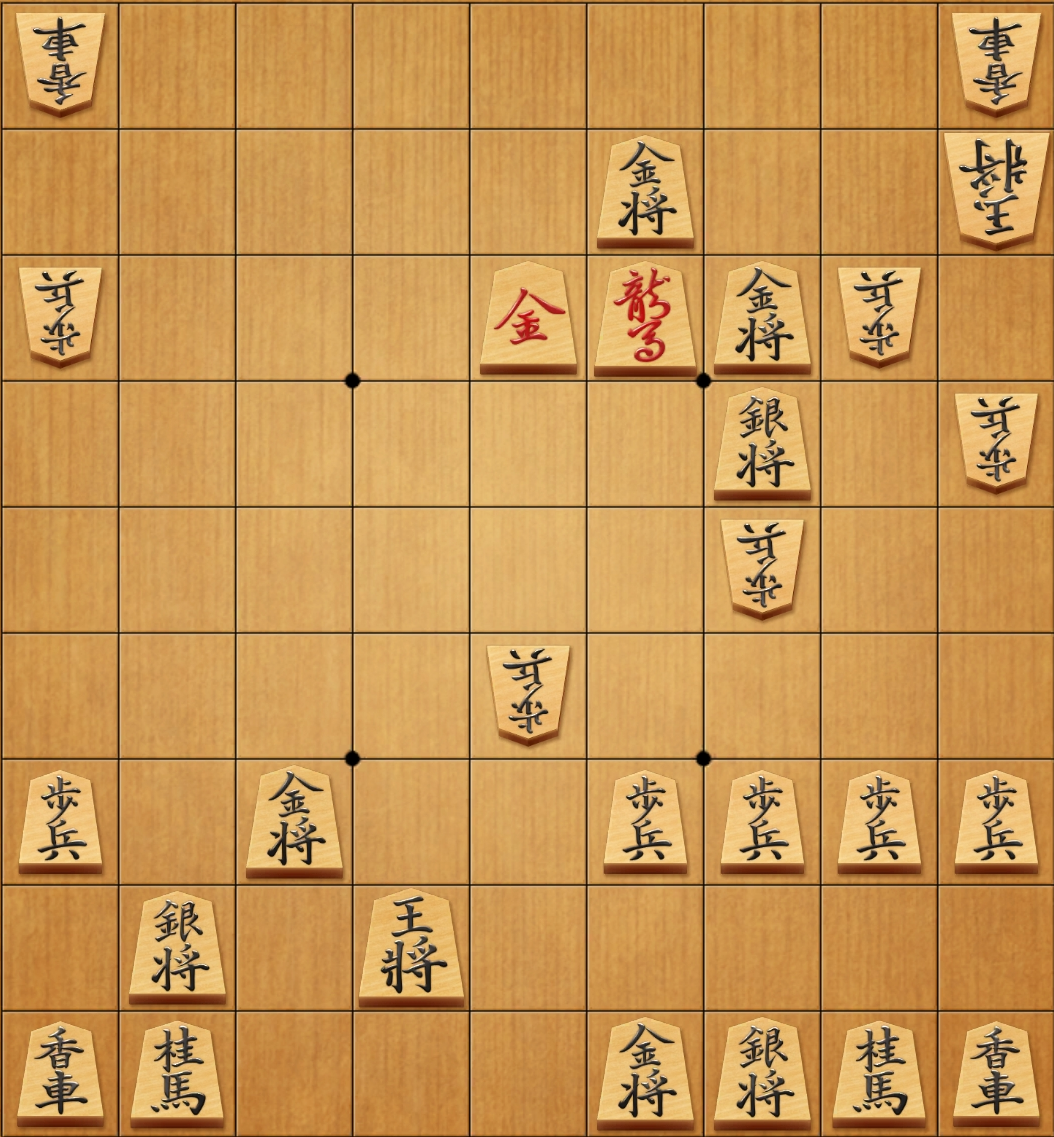 香車 香車
金将 玉将
歩兵 金 龍馬 金将 歩兵
銀将 歩兵
歩兵
歩兵
歩兵 金将 歩兵 歩兵 歩兵 歩兵
銀将 王将
香車 桂馬 金将 銀将 桂馬 香車